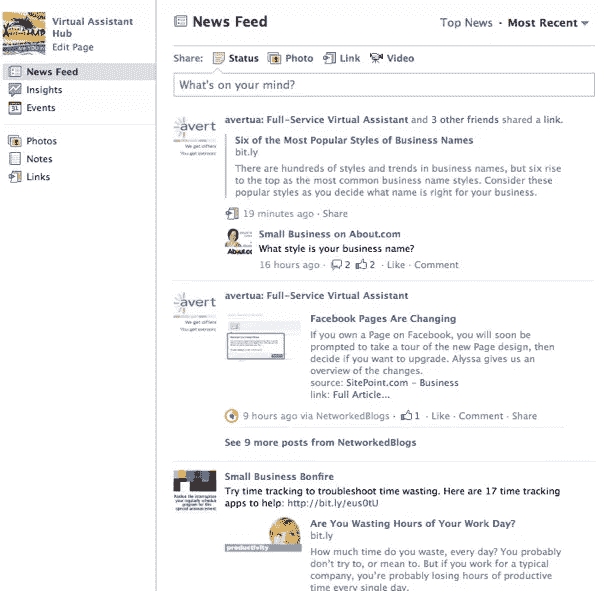 Virtual Assistant
Hub
Edit Page
News Feed
Insights
Events
Photos
Notes
Links
News Feed
Top News · Most Recent
Share: Status Photo Link Video
What's on your mind?
avertua: Full-Service Virtual Assistant and 3 other friends shared a link.
avert
We get others
Six of the Most Popular Styles of Business Names
bit.ly
There are hundreds of styles and trends in business names, but six rise
to the top as the most common business name styles. Consider these
popular styles as you decide what name is right for your business.
19 minutes ago · Share
Small Business on About.com
What style is your business name?
About.co
16 hours ago · 2 2 · Like · Comment
avertua: Full-Service Virtual Assistant
avert
We get others
Facebook Pages Are Changing
If you own a Page on Facebook, you will soon be
prompted to take a tour of the new Page design, then
decide if you want to upgrade. Alyssa gives us an
overview of the changes.
source: SitePoint.com - Business
link: Full Article...
9 hours ago via NetworkedBlogs · 1 · Like · Comment · Share
See 9 more posts from NetworkedBlogs
Small Business Bonfire
Try time tracking to troubleshoot time wasting. Here are 17 time tracking
apps to help: http://bit.ly/eus0tU
Are You Wasting Hours of Your Work Day?
bit.ly
productivity
How much time do you waste, every day? You probably
don't try to, or mean to. But if you work for a typical
company, you're probably losing hours of productive
time every single day.